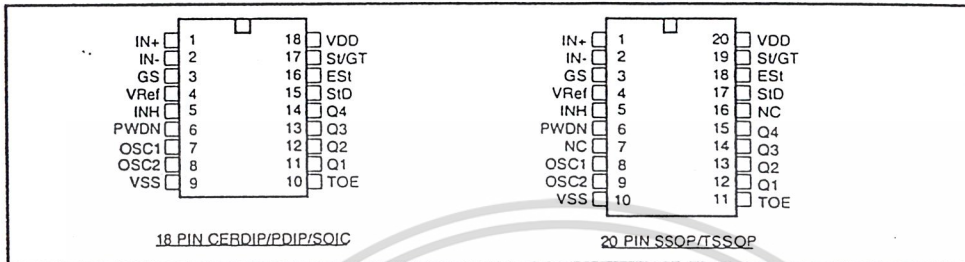 IN+ 1 18 VDD
IN- 2 17 St/GT
GS 3 16 ESt
VRef 4 15 StD
INH 5 14 Q4
PWDN 6 13 Q3
OSC1 7 12 Q2
OSC2 8 11 Q1
VSS 9 10 TOE
18 PIN CERDIP/PDIP/SOIC
IN+ 1 20 VDD
IN- 2 19 St/GT
GS 3 18 ESt
VRef 4 17 StD
INH 5 16 NC
PWDN 6 15 Q4
NC 7 14 Q3
OSC1 8 13 Q2
OSC2 9 12 Q1
VSS 10 11 TOE
20 PIN SSOP/TSSOP